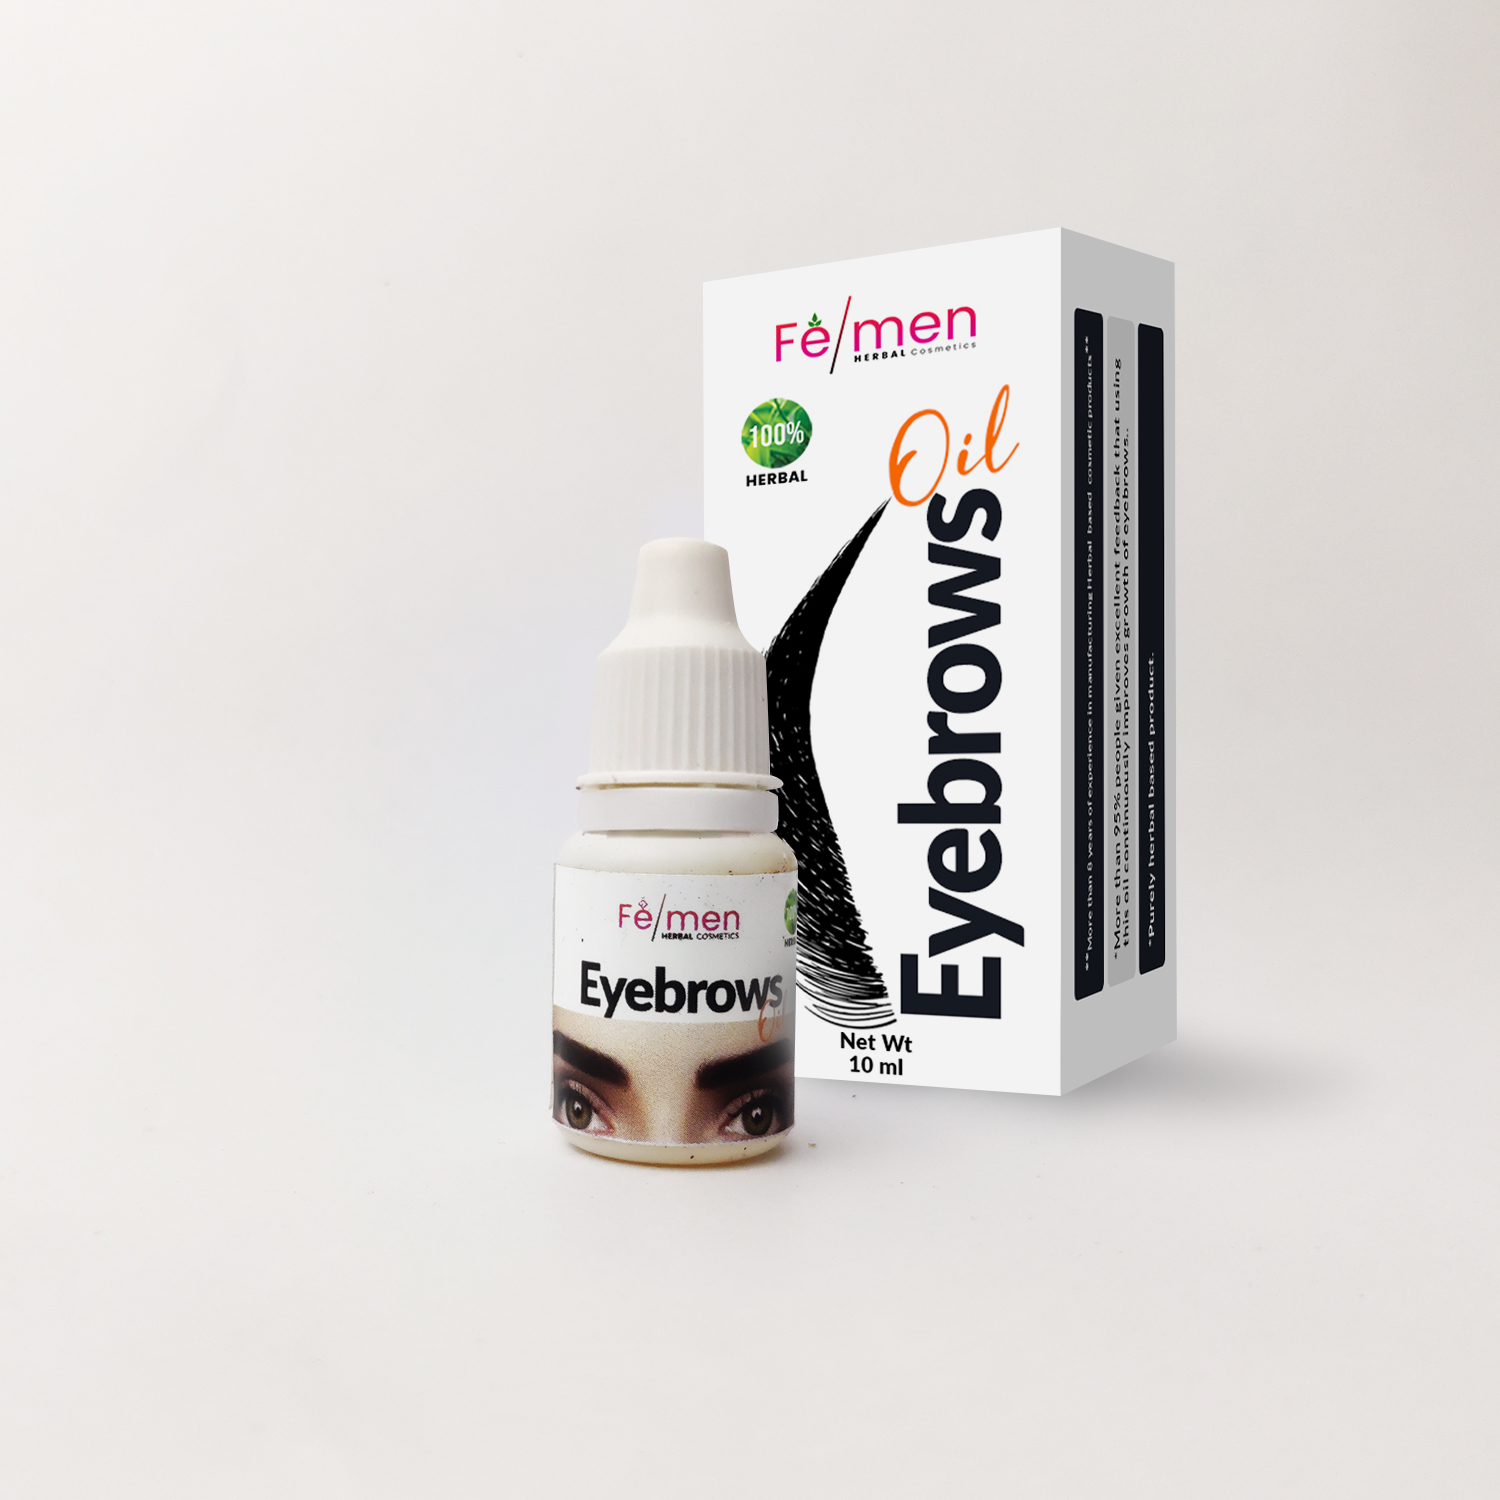 Fe/men
HERBAL Cosmetics
100%
HERBAL
Oil
Eyebrows
Net Wt
10 ml
**More than 8 years of experience in manufacturing Herbal based cosmetic products**
*More than 95% people given excellent feedback that using
this oil continuously improves growth of eyebrows..
*Purely herbal based product.
Fe/men
HERBAL COSMETICS
Eyebrows